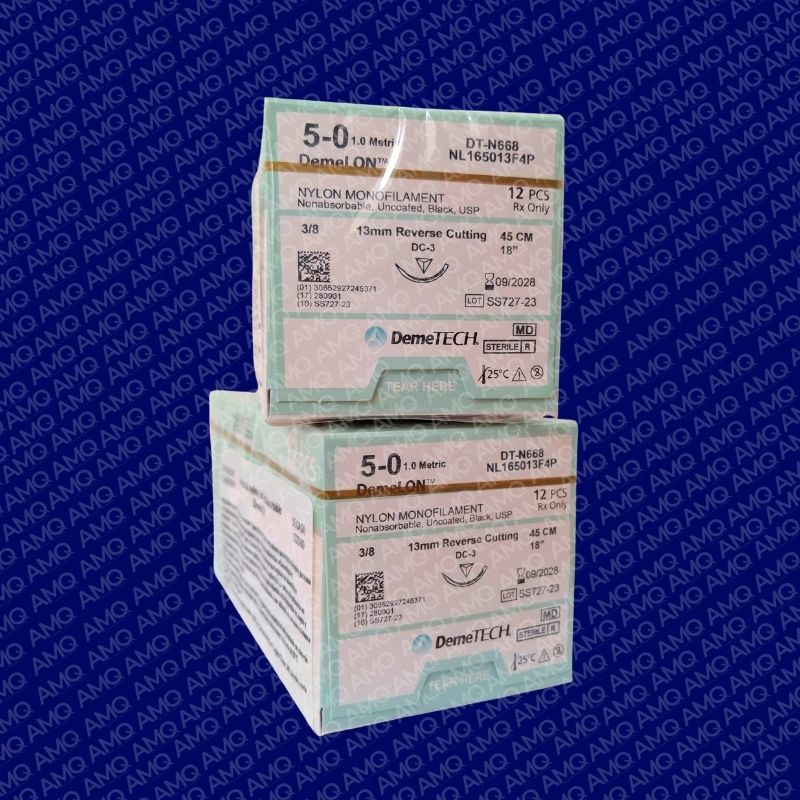 5-0 1.0 Metric
DT-N668
DemeLON™
NL165013F4P
NYLON MONOFILAMENT
12 PCS
Nonabsorbable, Uncoated, Black, USP
Rx Only
3/8
13mm Reverse Cutting
45 CM
DC-3
18"
09/2028
(01) 30652927245371
(17) 280901
(10) SS727-23
LOT SS727-23
DemeTECH
MD
STERILE R
TEAR HERE
25°C
5-0 1.0 Metric
DT-N668
DemeLON™
NL165013F4P
NYLON MONOFILAMENT
12 PCS
Nonabsorbable, Uncoated, Black, USP
Rx Only
3/8
13mm Reverse Cutting
45 CM
DC-3
18"
09/2028
(01) 30652927245371
(17) 280901
(10) SS727-23
LOT SS727-23
DemeTECH
MD
STERILE R
TEAR HERE
25°C
AMQ